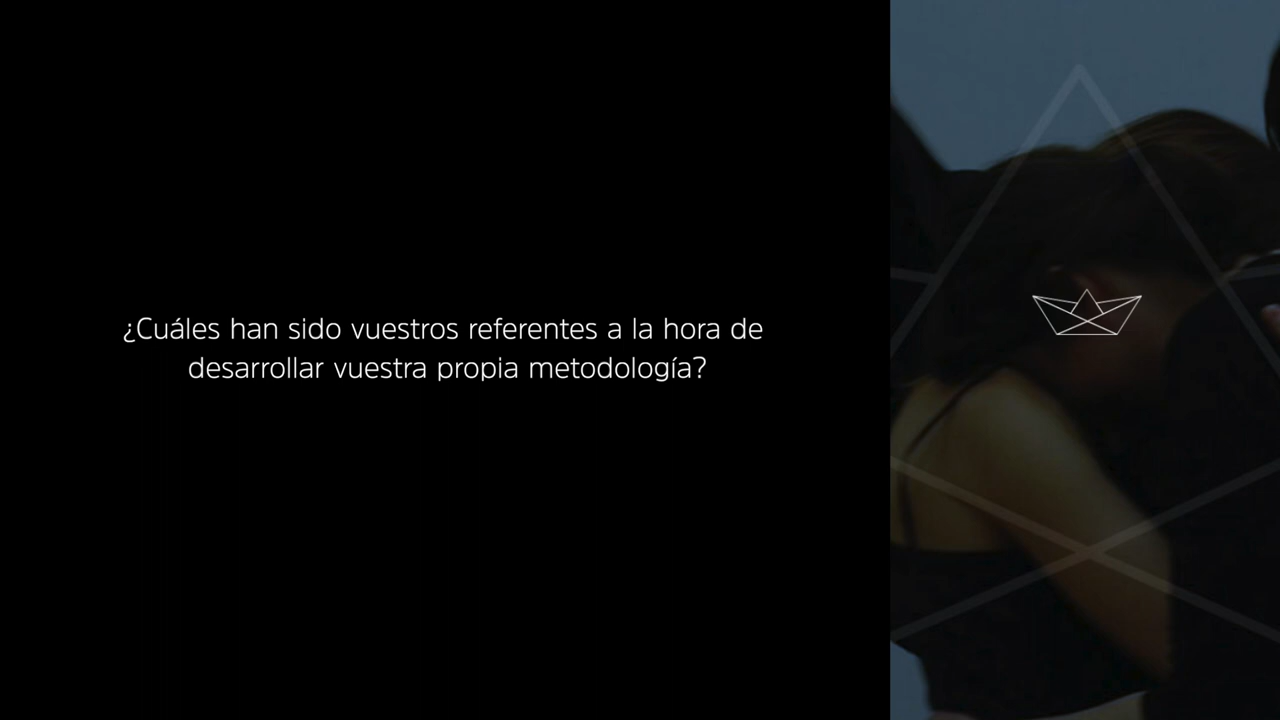 ¿Cuáles han sido vuestros referentes a la hora de
desarrollar vuestra propia metodología?